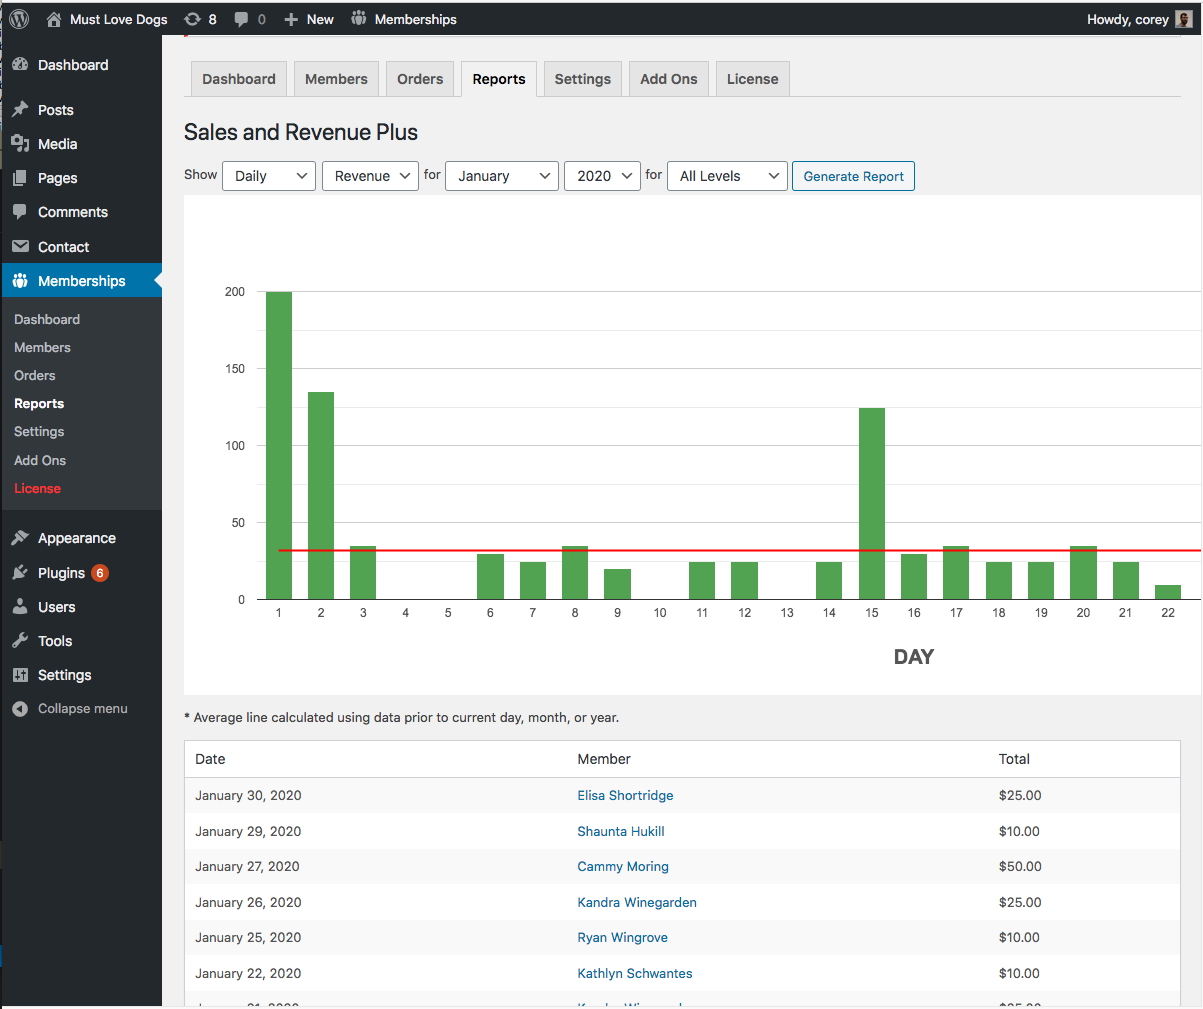 Must Love Dogs 8 0 New Memberships Howdy, corey
Dashboard
Posts
Media
Pages
Comments
Contact
Memberships
Dashboard
Members
Orders
Reports
Settings
Add Ons
License
Appearance
Plugins 6
Users
Tools
Settings
Collapse menu
Dashboard Members Orders Reports Settings Add Ons License
Sales and Revenue Plus
Show Daily Revenue for January 2020 for All Levels Generate Report
200
150
100
50
0
1 2 3 4 5 6 7 8 9 10 11 12 13 14 15 16 17 18 19 20 21 22
DAY
* Average line calculated using data prior to current day, month, or year.
Date Member Total
January 30, 2020 Elisa Shortridge $25.00
January 29, 2020 Shaunta Hukill $10.00
January 27, 2020 Cammy Moring $50.00
January 26, 2020 Kandra Winegarden $25.00
January 25, 2020 Ryan Wingrove $10.00
January 22, 2020 Kathlyn Schwantes $10.00